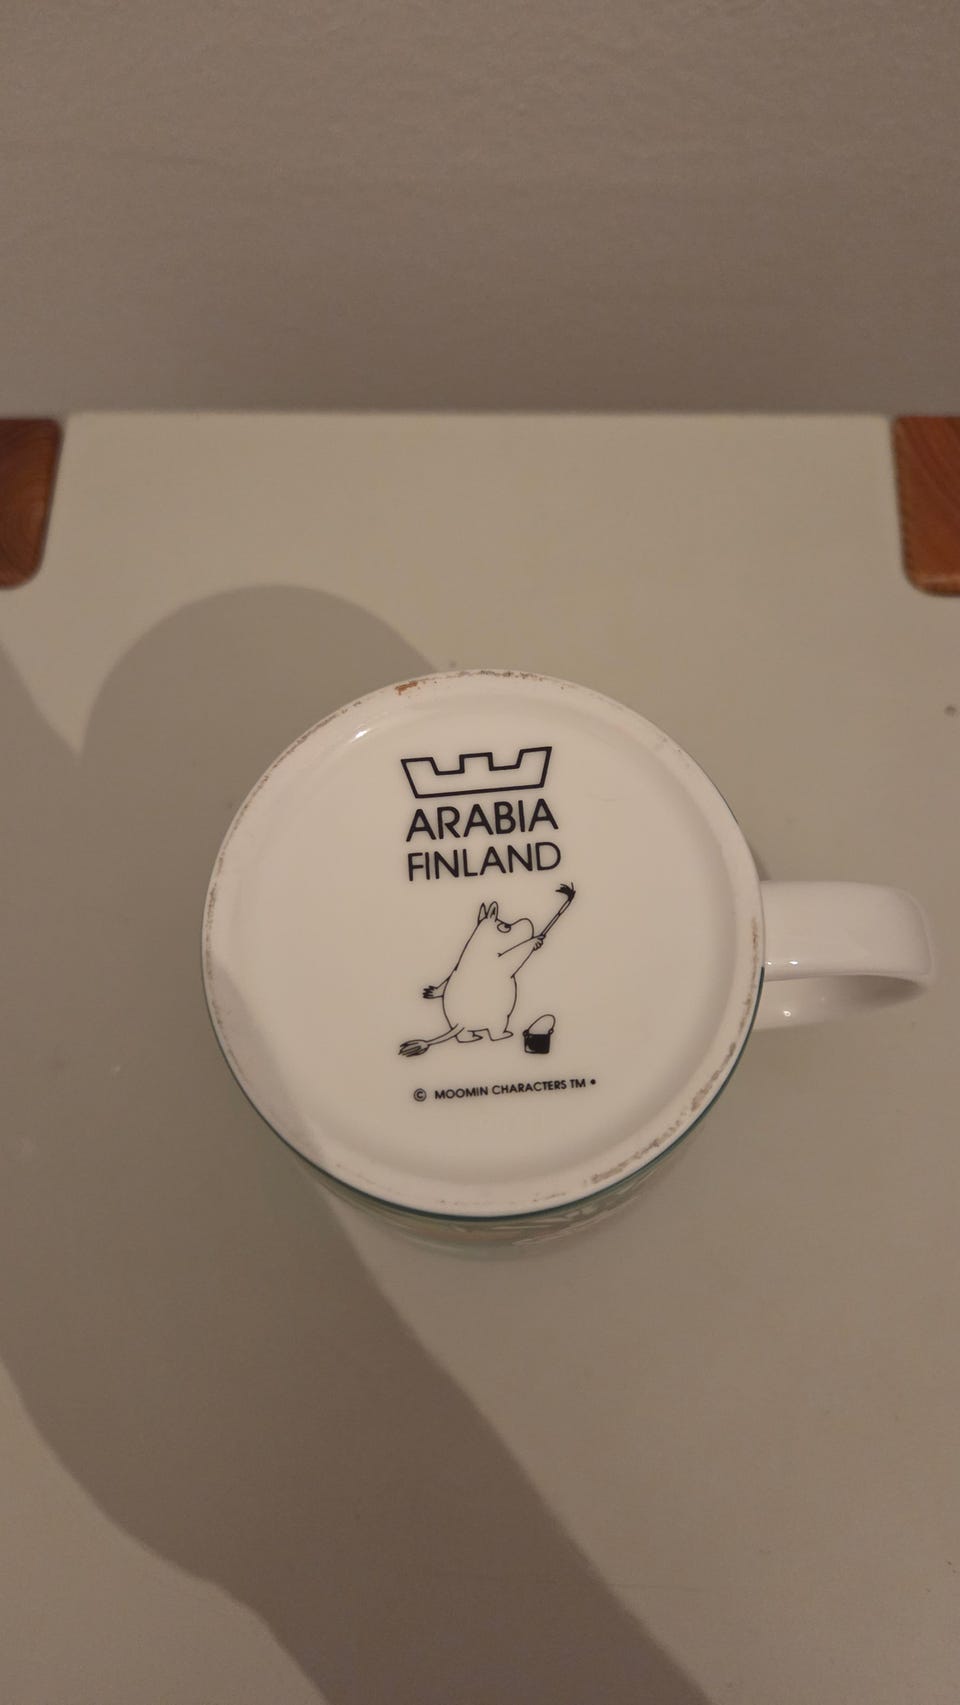 ARABIA
FINLAND
© MOOMIN CHARACTERS TM •